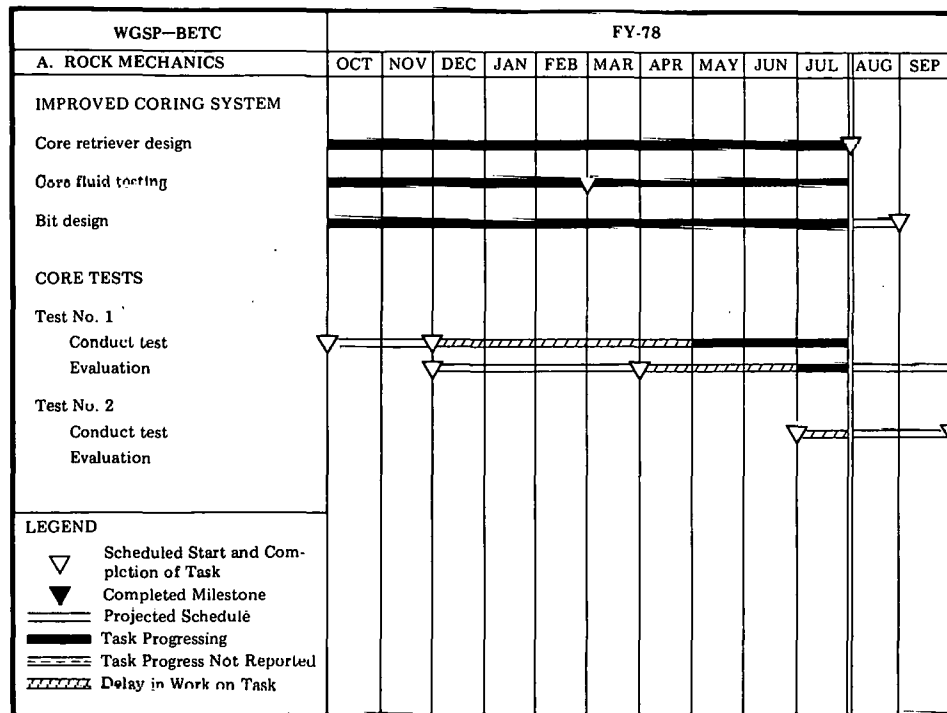 WGSP—BETC
FY-78
A. ROCK MECHANICS
OCT NOV DEC JAN FEB MAR APR MAY JUN JUL AUG SEP
IMPROVED CORING SYSTEM
Core retriever design
Core fluid testing
Bit design
CORE TESTS
Test No. 1
Conduct test
Evaluation
Test No. 2
Conduct test
Evaluation
LEGEND
Scheduled Start and Com-
pletion of Task
Completed Milestone
Projected Schedule
Task Progressing
Task Progress Not Reported
Delay in Work on Task